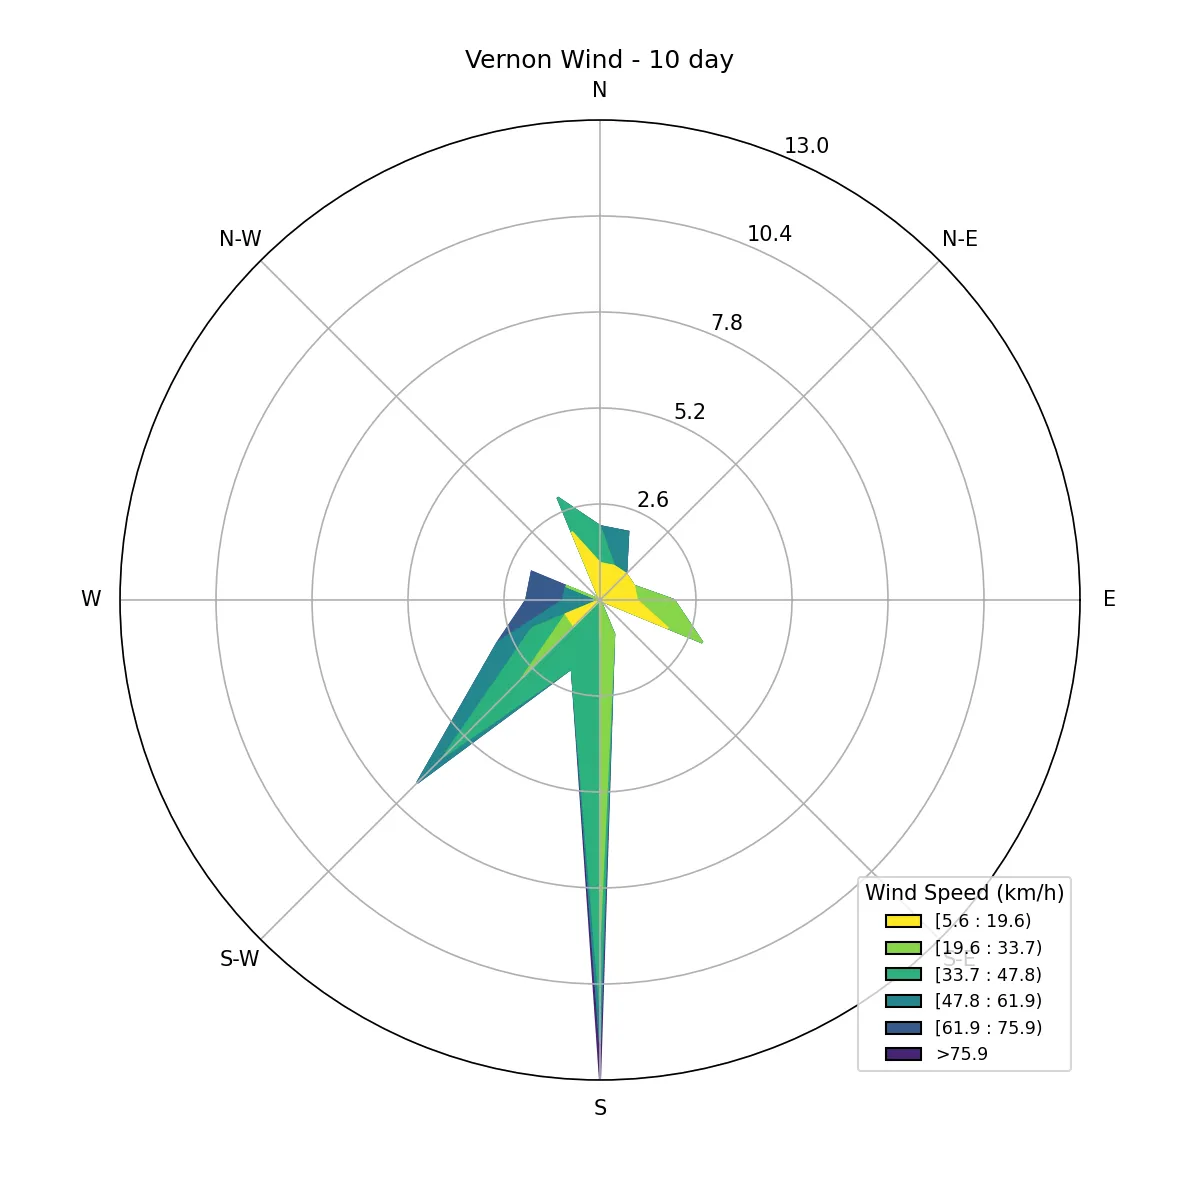 Vernon Wind - 10 day
N
13.0
N-W
10.4
N-E
7.8
5.2
2.6
W
E
S-W
S-E
S
Wind Speed (km/h)
[5.6 : 19.6)
[19.6 : 33.7)
[33.7 : 47.8)
[47.8 : 61.9)
[61.9 : 75.9)
>75.9